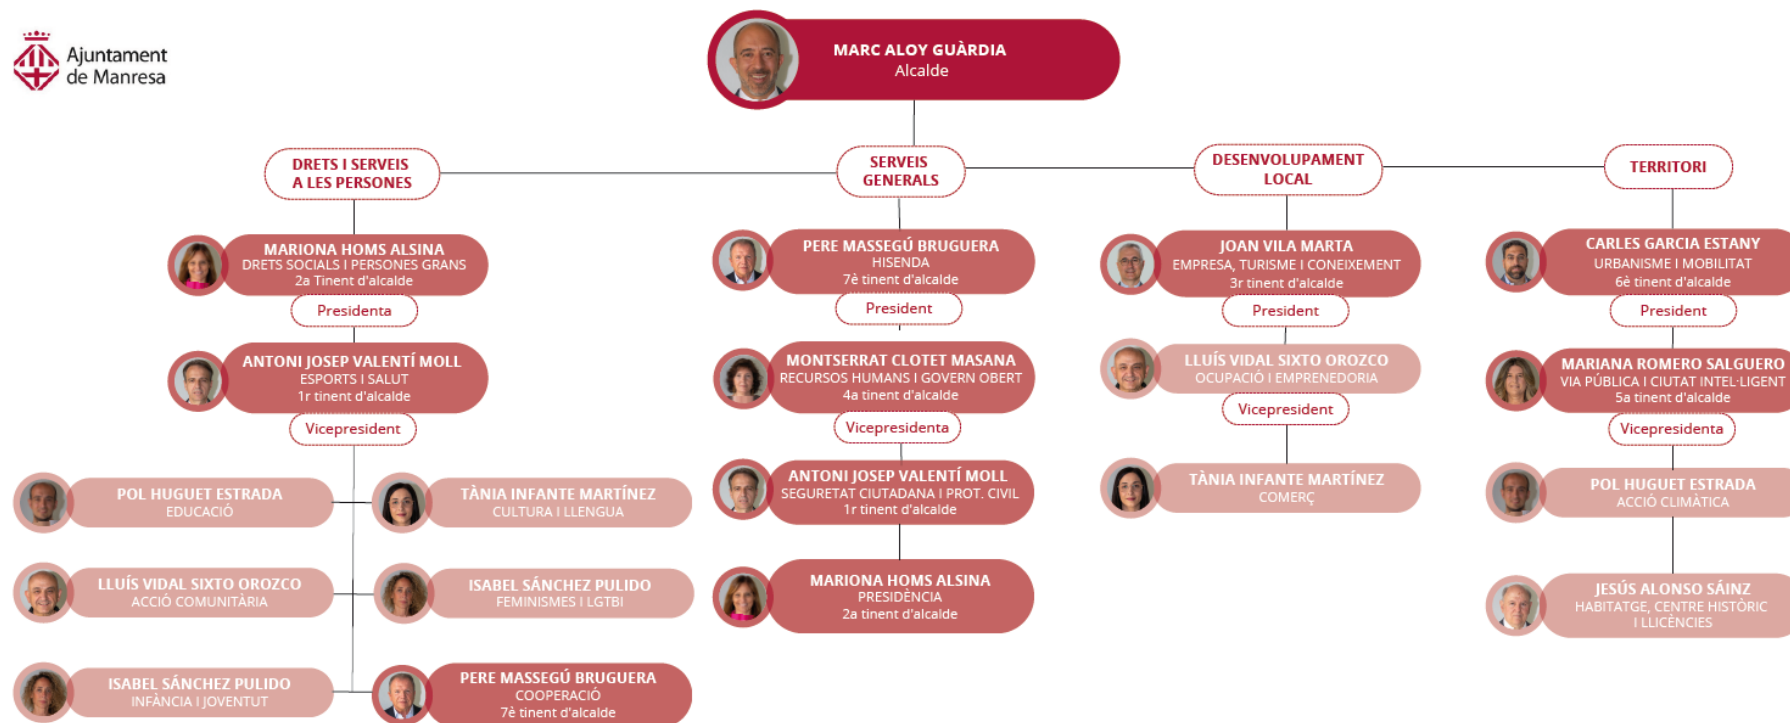 Ajuntament
de Manresa
MARC ALOY GUÀRDIA
Alcalde
DRETS I SERVEIS
A LES PERSONES
MARIONA HOMS ALSINA
DRETS SOCIALS I PERSONES GRANS
2a Tinent d'alcalde
Presidenta
ANTONI JOSEP VALENTÍ MOLL
ESPORTS I SALUT
1r tinent d'alcalde
Vicepresident
POL HUGUET ESTRADA
EDUCACIÓ
TÀNIA INFANTE MARTÍNEZ
CULTURA I LLENGUA
LLUÍS VIDAL SIXTO OROZCO
ACCIÓ COMUNITÀRIA
ISABEL SÁNCHEZ PULIDO
FEMINISMES I LGTBI
ISABEL SÁNCHEZ PULIDO
INFÀNCIA I JOVENTUT
PERE MASSEGÚ BRUGUERA
COOPERACIÓ
7è tinent d'alcalde
SERVEIS
GENERALS
PERE MASSEGÚ BRUGUERA
HISENDA
7è tinent d'alcalde
President
MONTSERRAT CLOTET MASANA
RECURSOS HUMANS I GOVERN OBERT
4a tinent d'alcalde
Vicepresidenta
ANTONI JOSEP VALENTÍ MOLL
SEGURETAT CIUTADANA I PROT. CIVIL
1r tinent d'alcalde
MARIONA HOMS ALSINA
PRESIDÈNCIA
2a tinent d'alcalde
DESENVOLUPAMENT
LOCAL
JOAN VILA MARTA
EMPRESA, TURISME I CONEIXEMENT
3r tinent d'alcalde
President
LLUÍS VIDAL SIXTO OROZCO
OCUPACIÓ I EMPRENEDORIA
Vicepresident
TÀNIA INFANTE MARTÍNEZ
COMERÇ
TERRITORI
CARLES GARCIA ESTANY
URBANISME I MOBILITAT
6è tinent d'alcalde
President
MARIANA ROMERO SALGUERO
VIA PÚBLICA I CIUTAT INTEL·LIGENT
5a tinent d'alcalde
Vicepresidenta
POL HUGUET ESTRADA
ACCIÓ CLIMÀTICA
JESÚS ALONSO SÁINZ
HABITATGE, CENTRE HISTÒRIC
I LLICÈNCIES